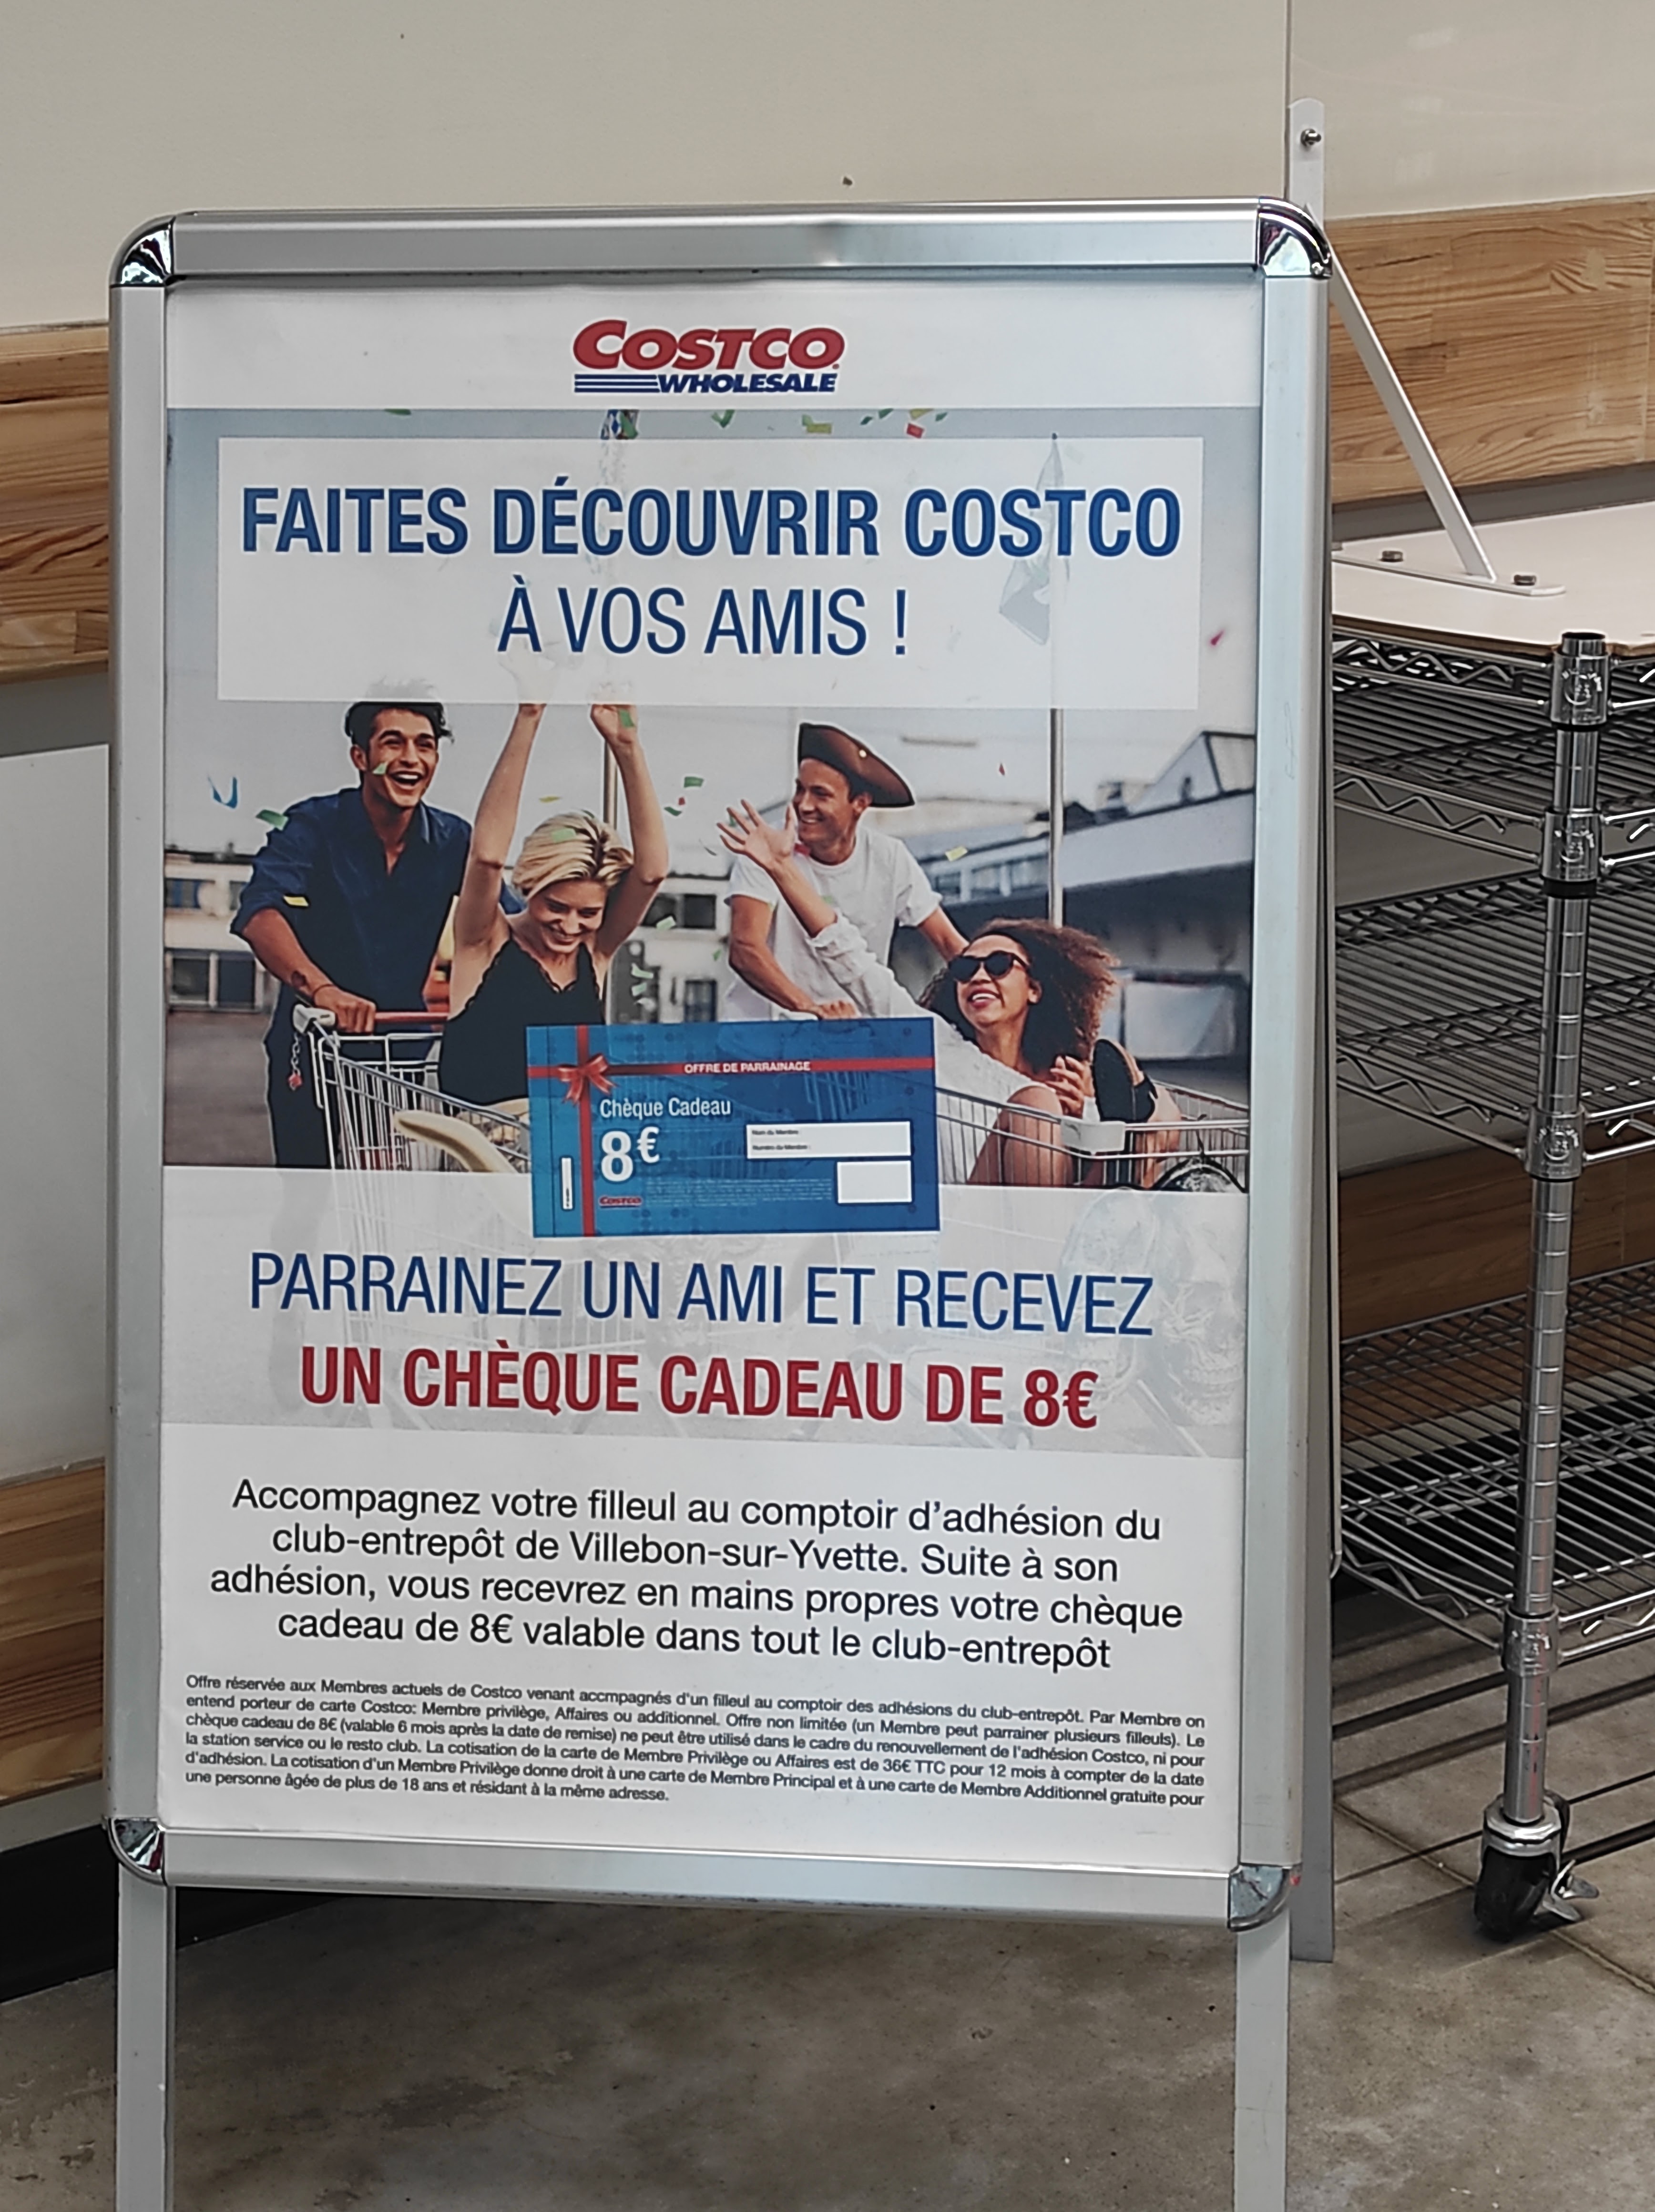 COSTCO
WHOLESALE
FAITES DÉCOUVRIR COSTCO
À VOS AMIS !
OFFRE DE PARRAINAGE
Chèque Cadeau
8€
Nom du Membre :
Numéro du Membre :
COSTCO
PARRAINEZ UN AMI ET RECEVEZ
UN CHÈQUE CADEAU DE 8€
Accompagnez votre filleul au comptoir d'adhésion du
club-entrepôt de Villebon-sur-Yvette. Suite à son
adhésion, vous recevrez en mains propres votre chèque
cadeau de 8€ valable dans tout le club-entrepôt
Offre réservée aux Membres actuels de Costco venant accmpagnés d'un filleul au comptoir des adhésions du club-entrepôt. Par Membre on
entend porteur de carte Costco: Membre privilège, Affaires ou additionnel. Offre non limitée (un Membre peut parrainer plusieurs filleuls). Le
chèque cadeau de 8€ (valable 6 mois après la date de remise) ne peut être utilisé dans le cadre du renouvellement de l'adhésion Costco, ni pour
la station service ou le resto club. La cotisation de la carte de Membre Privilège ou Affaires est de 36€ TTC pour 12 mois à compter de la date
d'adhésion. La cotisation d'un Membre Privilège donne droit à une carte de Membre Principal et à une carte de Membre Additionnel gratuite pour
une personne âgée de plus de 18 ans et résidant à la même adresse.